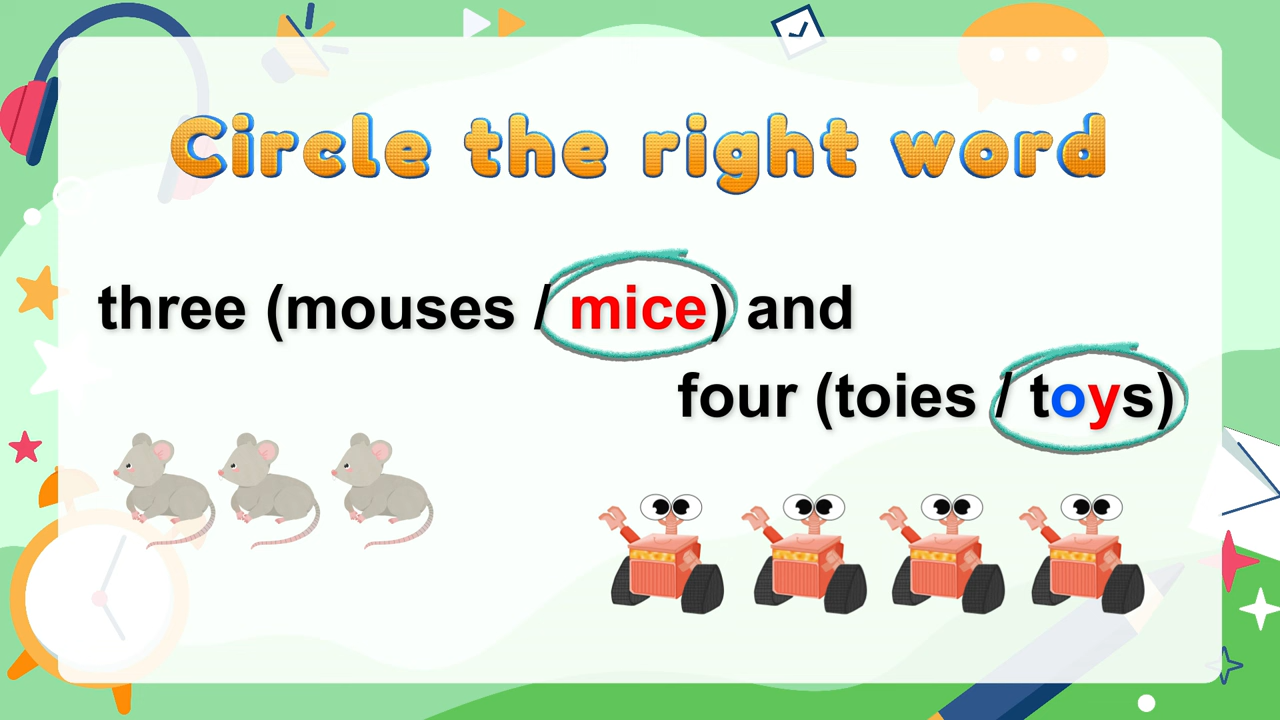 Circle the right word
three (mouses / mice) and
four (toies / toys)